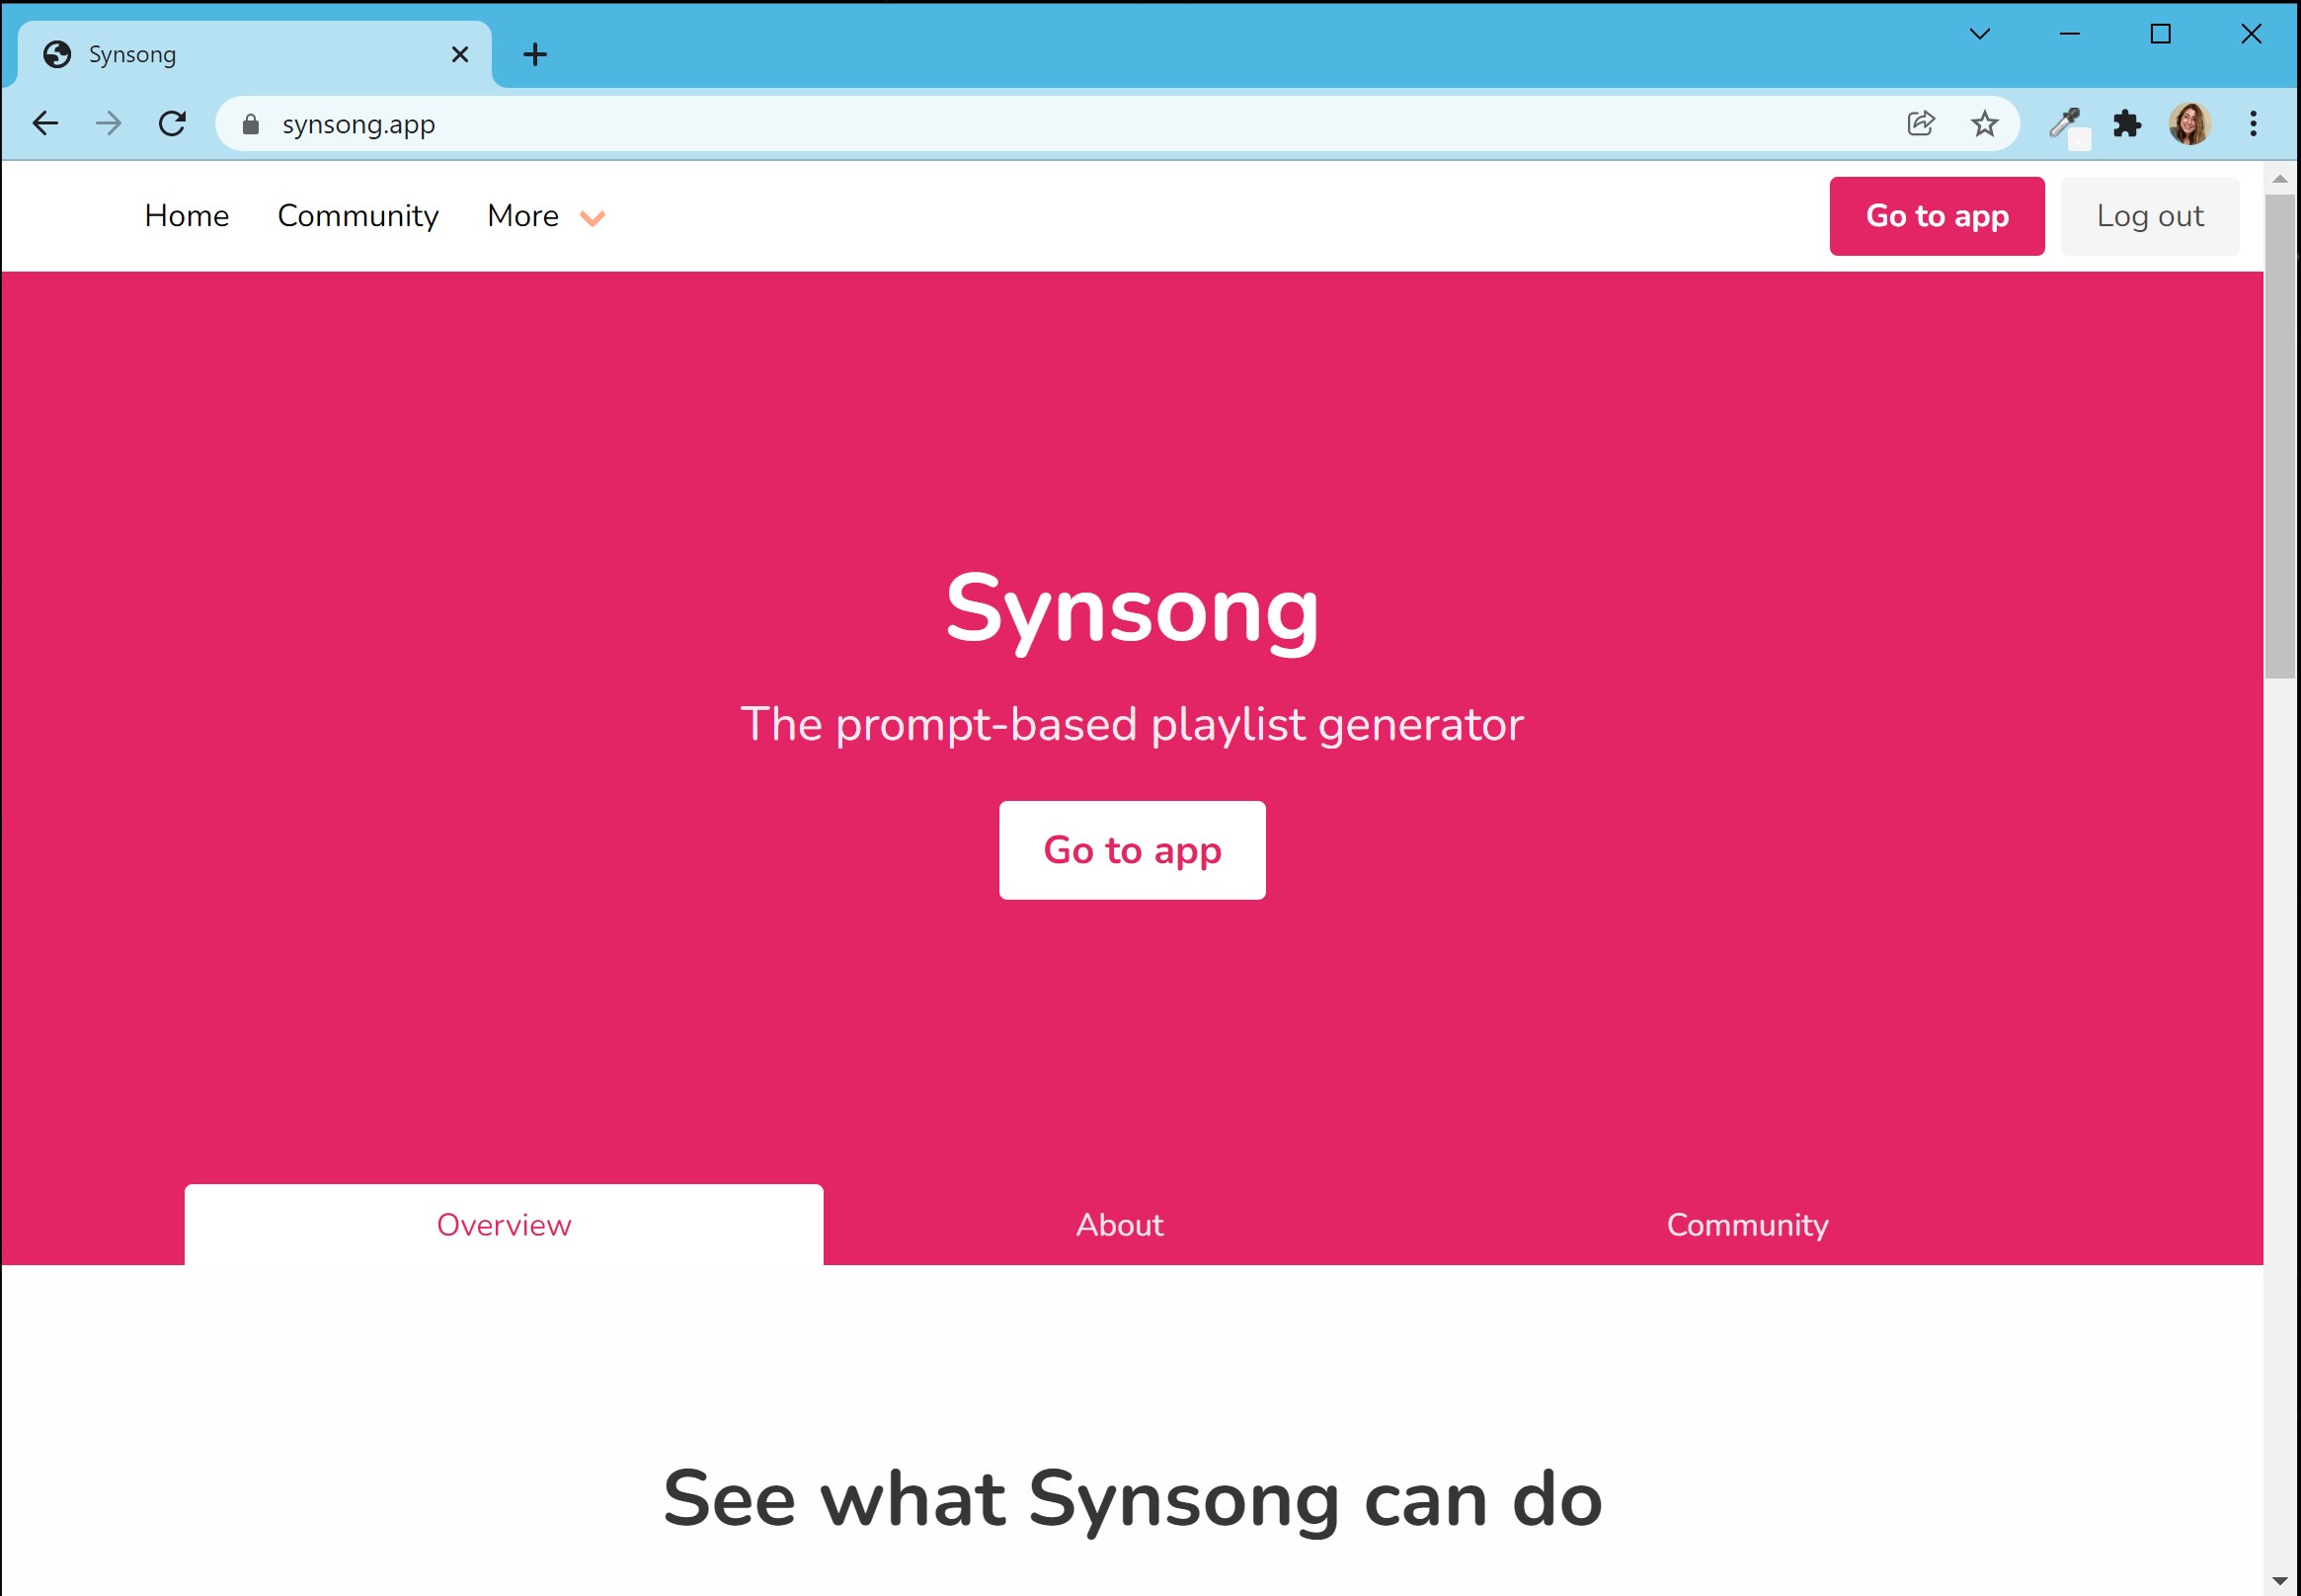 Synsong
synsong.app
Home Community More
Go to app Log out
Synsong
The prompt-based playlist generator
Go to app
Overview About Community
See what Synsong can do